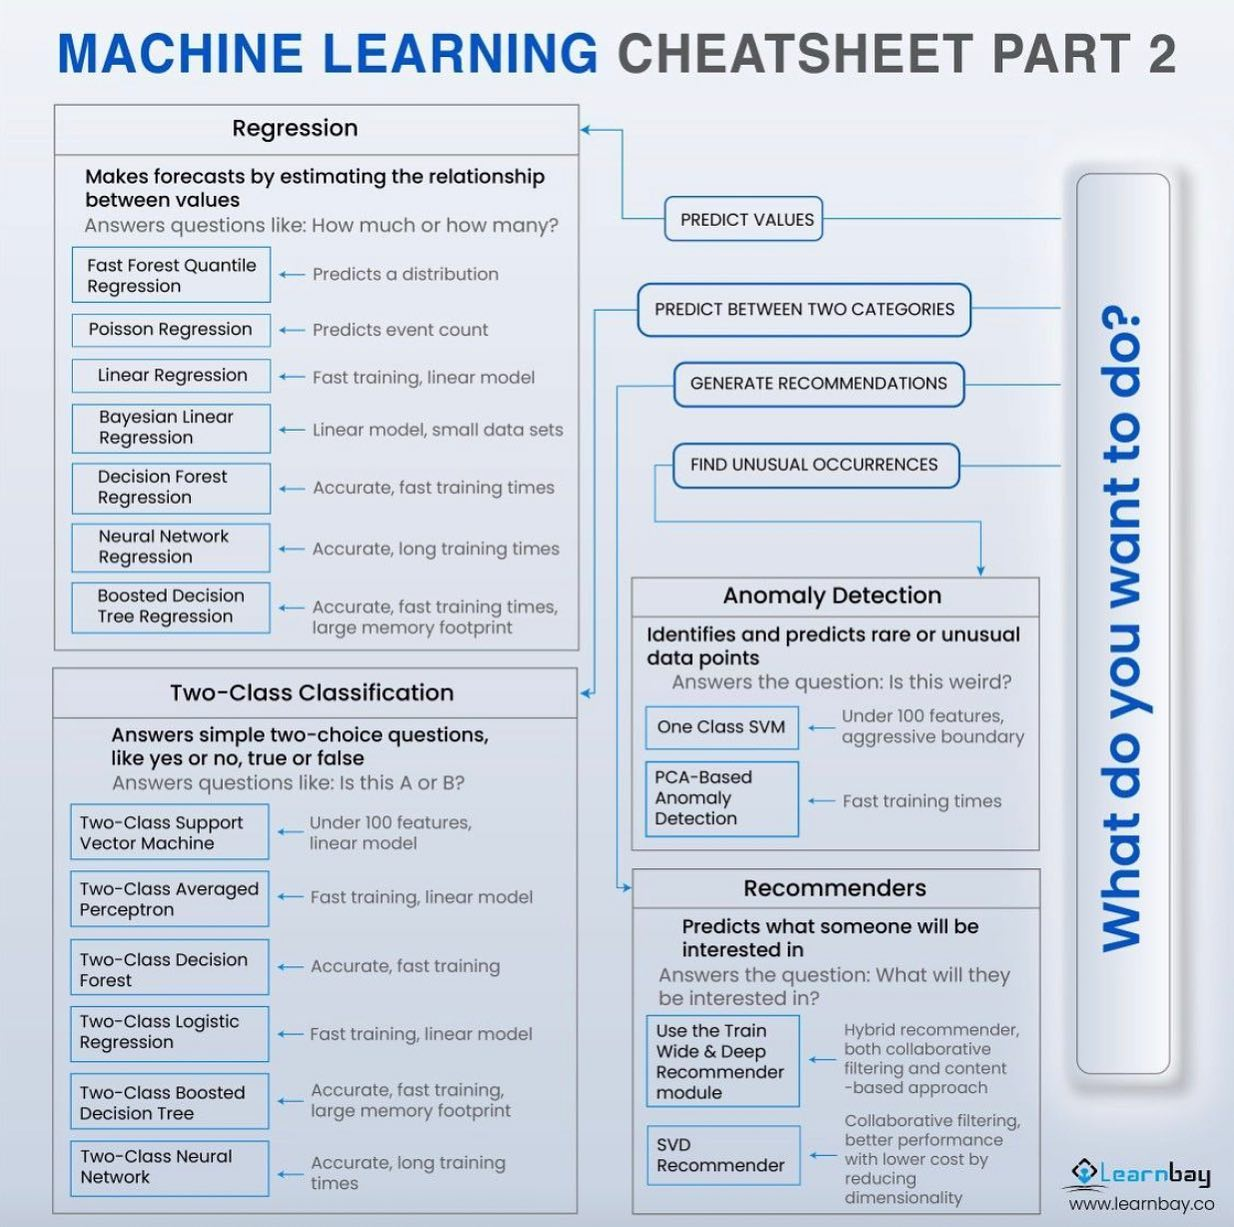 MACHINE LEARNING CHEATSHEET PART 2
Regression
Makes forecasts by estimating the relationship
between values
Answers questions like: How much or how many?
Fast Forest Quantile
Regression
Predicts a distribution
Poisson Regression
Predicts event count
Linear Regression
Fast training, linear model
Bayesian Linear
Regression
Linear model, small data sets
Decision Forest
Regression
Accurate, fast training times
Neural Network
Regression
Accurate, long training times
Boosted Decision
Tree Regression
Accurate, fast training times,
large memory footprint
Two-Class Classification
Answers simple two-choice questions,
like yes or no, true or false
Answers questions like: Is this A or B?
Two-Class Support
Vector Machine
Under 100 features,
linear model
Two-Class Averaged
Perceptron
Fast training, linear model
Two-Class Decision
Forest
Accurate, fast training
Two-Class Logistic
Regression
Fast training, linear model
Two-Class Boosted
Decision Tree
Accurate, fast training,
large memory footprint
Two-Class Neural
Network
Accurate, long training
times
PREDICT VALUES
PREDICT BETWEEN TWO CATEGORIES
GENERATE RECOMMENDATIONS
FIND UNUSUAL OCCURRENCES
Anomaly Detection
Identifies and predicts rare or unusual
data points
Answers the question: Is this weird?
One Class SVM
Under 100 features,
aggressive boundary
PCA-Based
Anomaly
Detection
Fast training times
Recommenders
Predicts what someone will be
interested in
Answers the question: What will they
be interested in?
Use the Train
Wide & Deep
Recommender
module
Hybrid recommender,
both collaborative
filtering and content
-based approach
SVD
Recommender
Collaborative filtering,
better performance
with lower cost by
reducing
dimensionality
What do you want to do?
Learnbay
www.learnbay.co